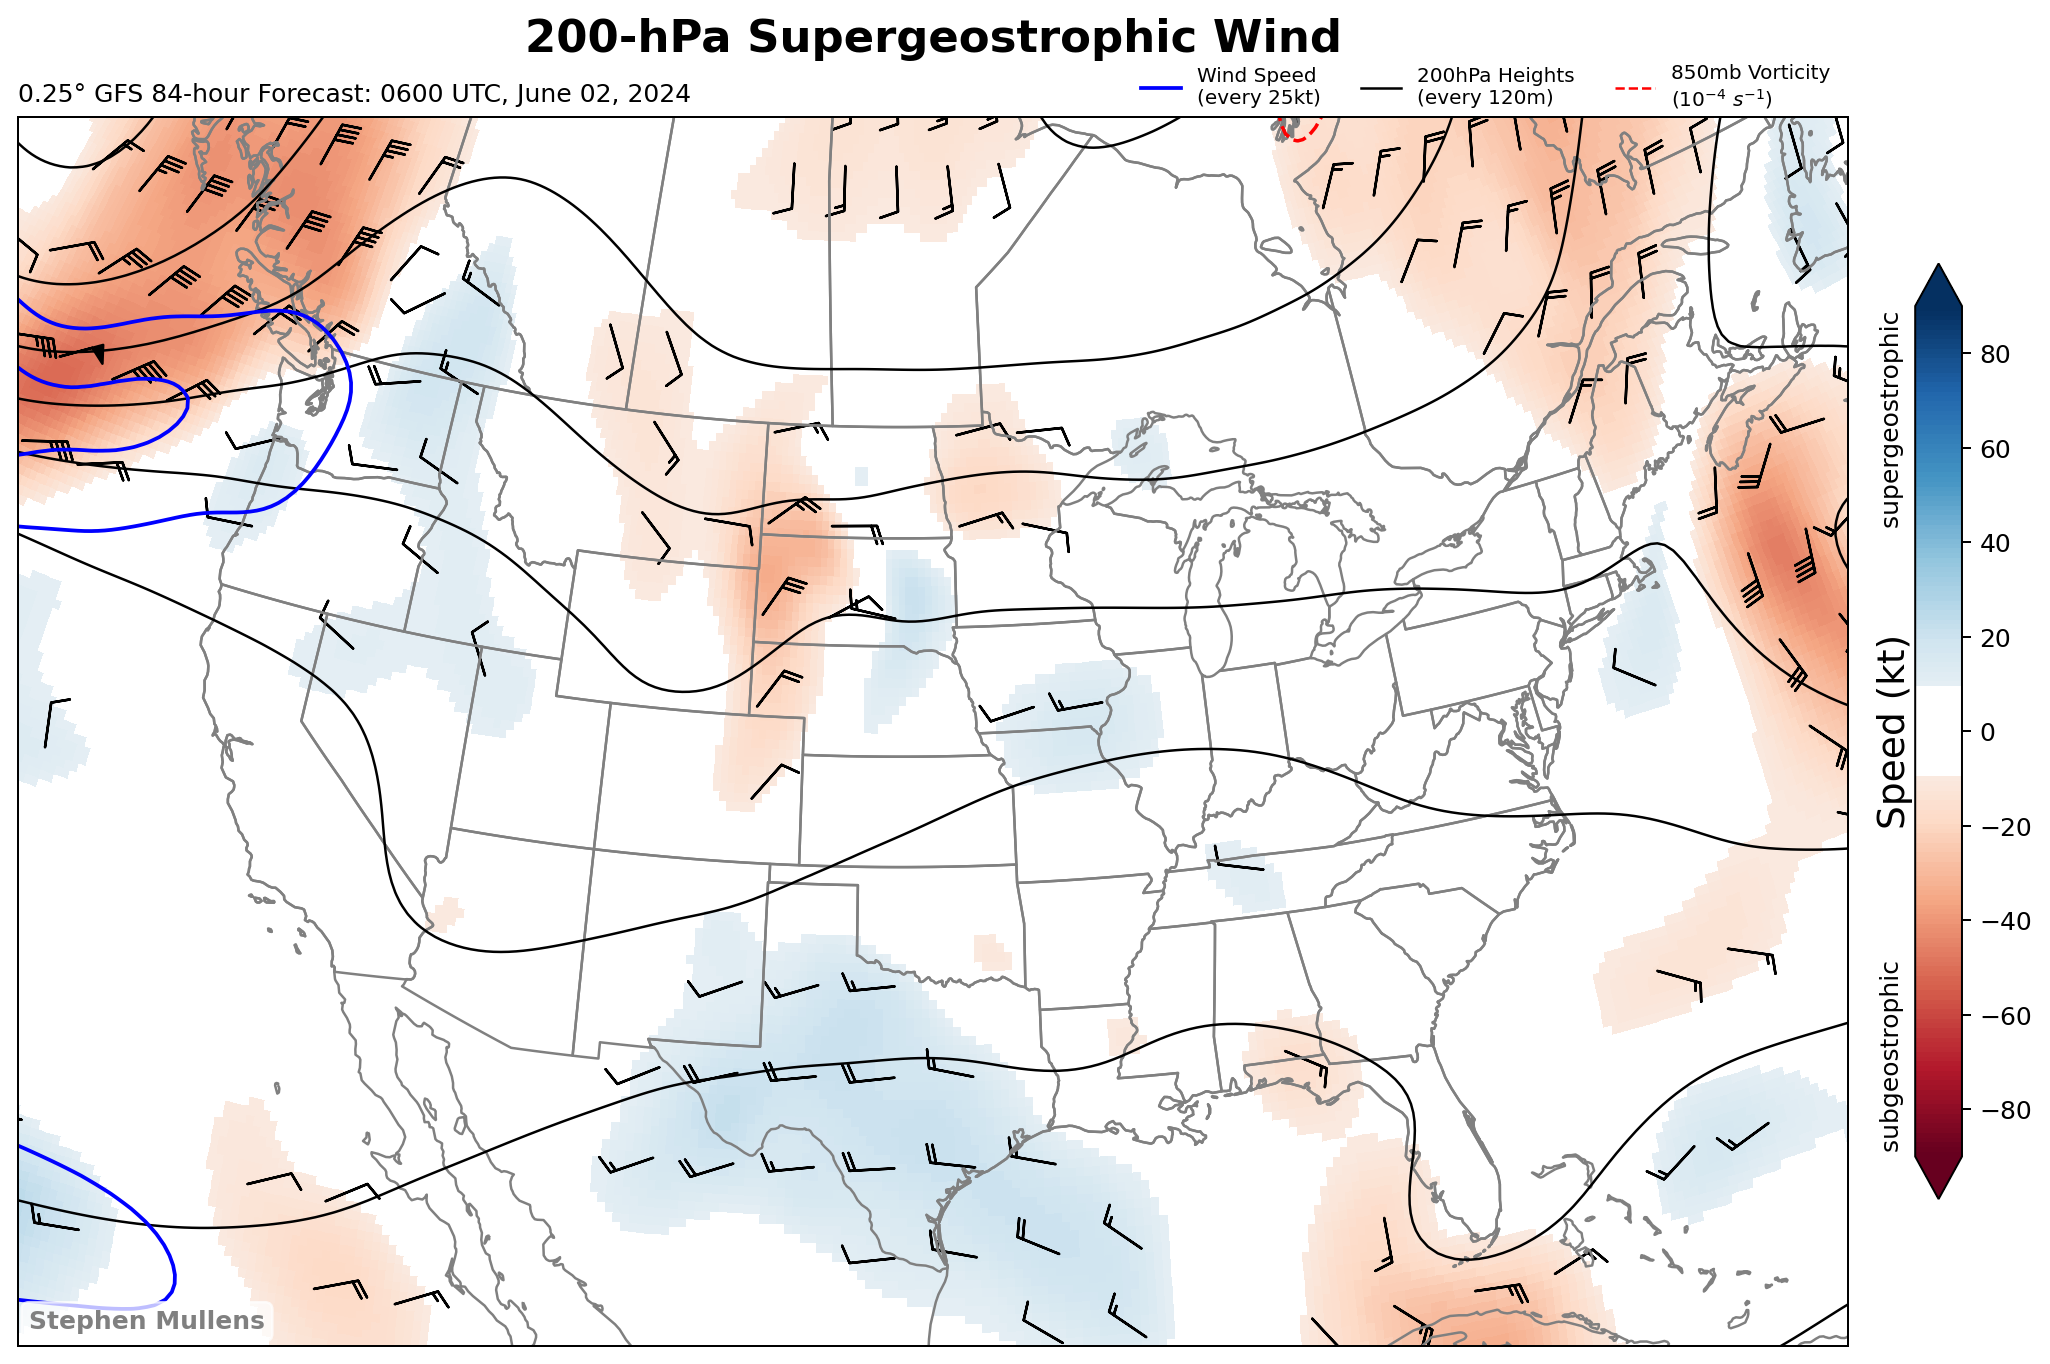 200-hPa Supergeostrophic Wind
0.25° GFS 84-hour Forecast: 0600 UTC, June 02, 2024
Wind Speed
(every 25kt)
200hPa Heights
(every 120m)
850mb Vorticity
(10⁻⁴ s⁻¹)
supergeostrophic
Speed (kt)
subgeostrophic
80
60
40
20
0
−20
−40
−60
−80
Stephen Mullens